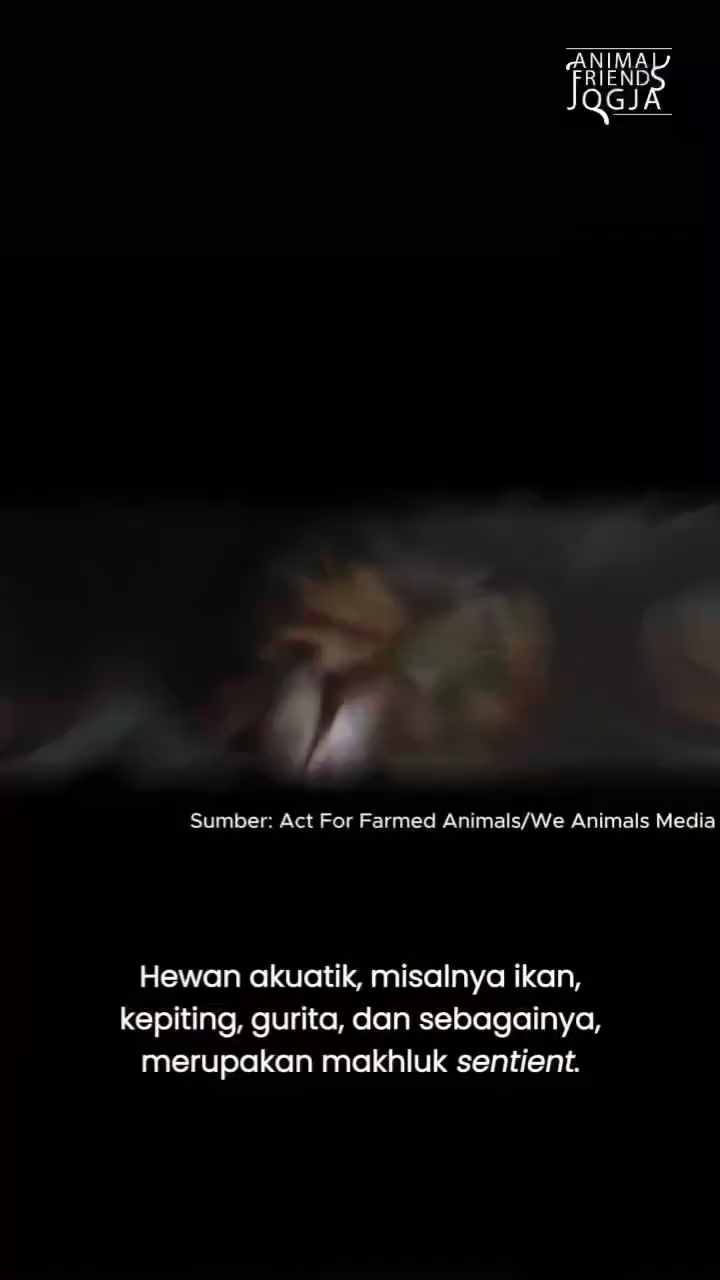 ANIMAL
FRIENDS
JOGJA
Sumber: Act For Farmed Animals/We Animals Media
Hewan akuatik, misalnya ikan,
kepiting, gurita, dan sebagainya,
merupakan makhluk sentient.